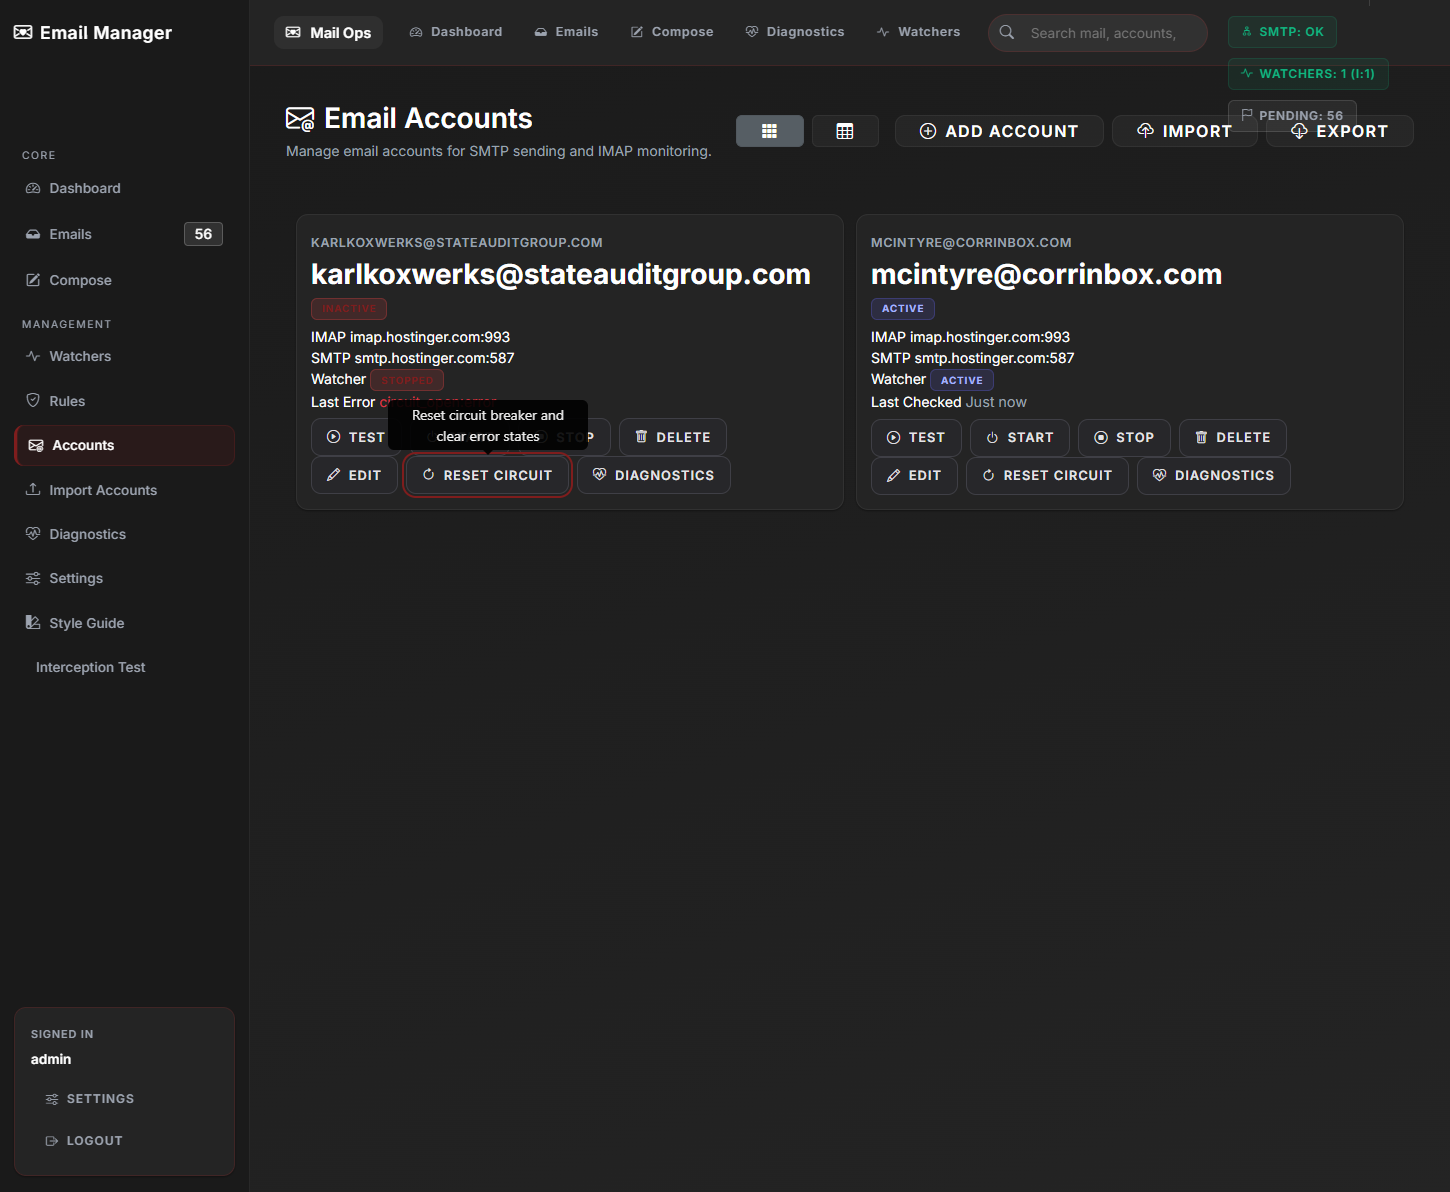 Email Manager
CORE
Dashboard
Emails
56
Compose
MANAGEMENT
Watchers
Rules
Accounts
Import Accounts
Diagnostics
Settings
Style Guide
Interception Test
SIGNED IN
admin
SETTINGS
LOGOUT
Mail Ops
Dashboard
Emails
Compose
Diagnostics
Watchers
Search mail, accounts,
SMTP: OK
WATCHERS: 1 (I:1)
PENDING: 56
Email Accounts
Manage email accounts for SMTP sending and IMAP monitoring.
ADD ACCOUNT
IMPORT
EXPORT
KARLKOXWERKS@STATEAUDITGROUP.COM
karlkoxwerks@stateauditgroup.com
INACTIVE
IMAP imap.hostinger.com:993
SMTP smtp.hostinger.com:587
Watcher STOPPED
Last Error
Reset circuit breaker and
clear error states
TEST
STOP
DELETE
EDIT
RESET CIRCUIT
DIAGNOSTICS
MCINTYRE@CORRINBOX.COM
mcintyre@corrinbox.com
ACTIVE
IMAP imap.hostinger.com:993
SMTP smtp.hostinger.com:587
Watcher ACTIVE
Last Checked Just now
TEST
START
STOP
DELETE
EDIT
RESET CIRCUIT
DIAGNOSTICS